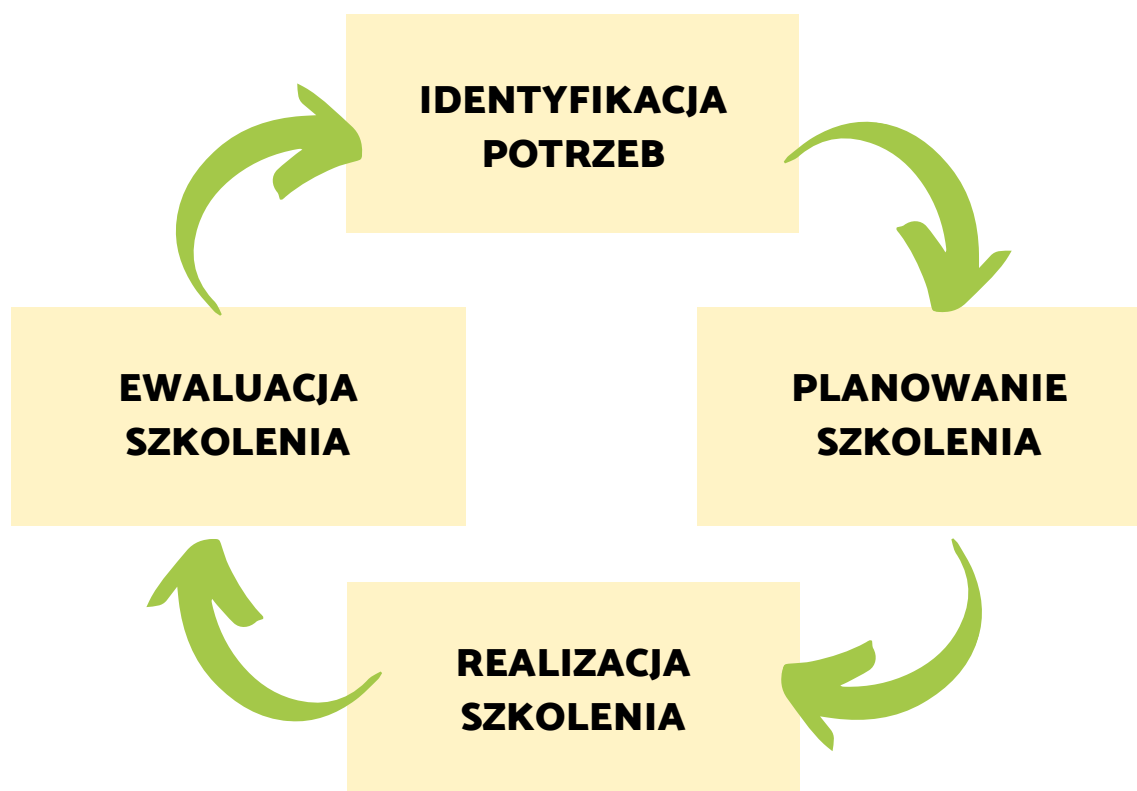 IDENTYFIKACJA
POTRZEB
PLANOWANIE
SZKOLENIA
REALIZACJA
SZKOLENIA
EWALUACJA
SZKOLENIA